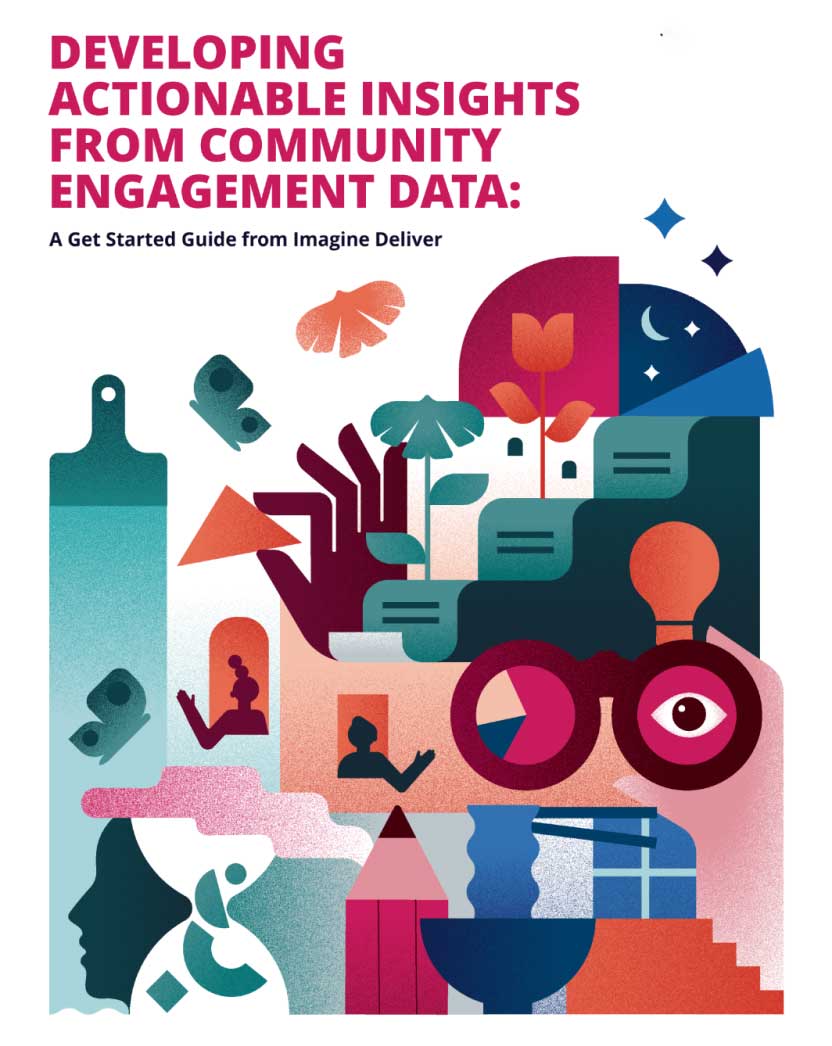 DEVELOPING
ACTIONABLE INSIGHTS
FROM COMMUNITY
ENGAGEMENT DATA:
A Get Started Guide from Imagine Deliver